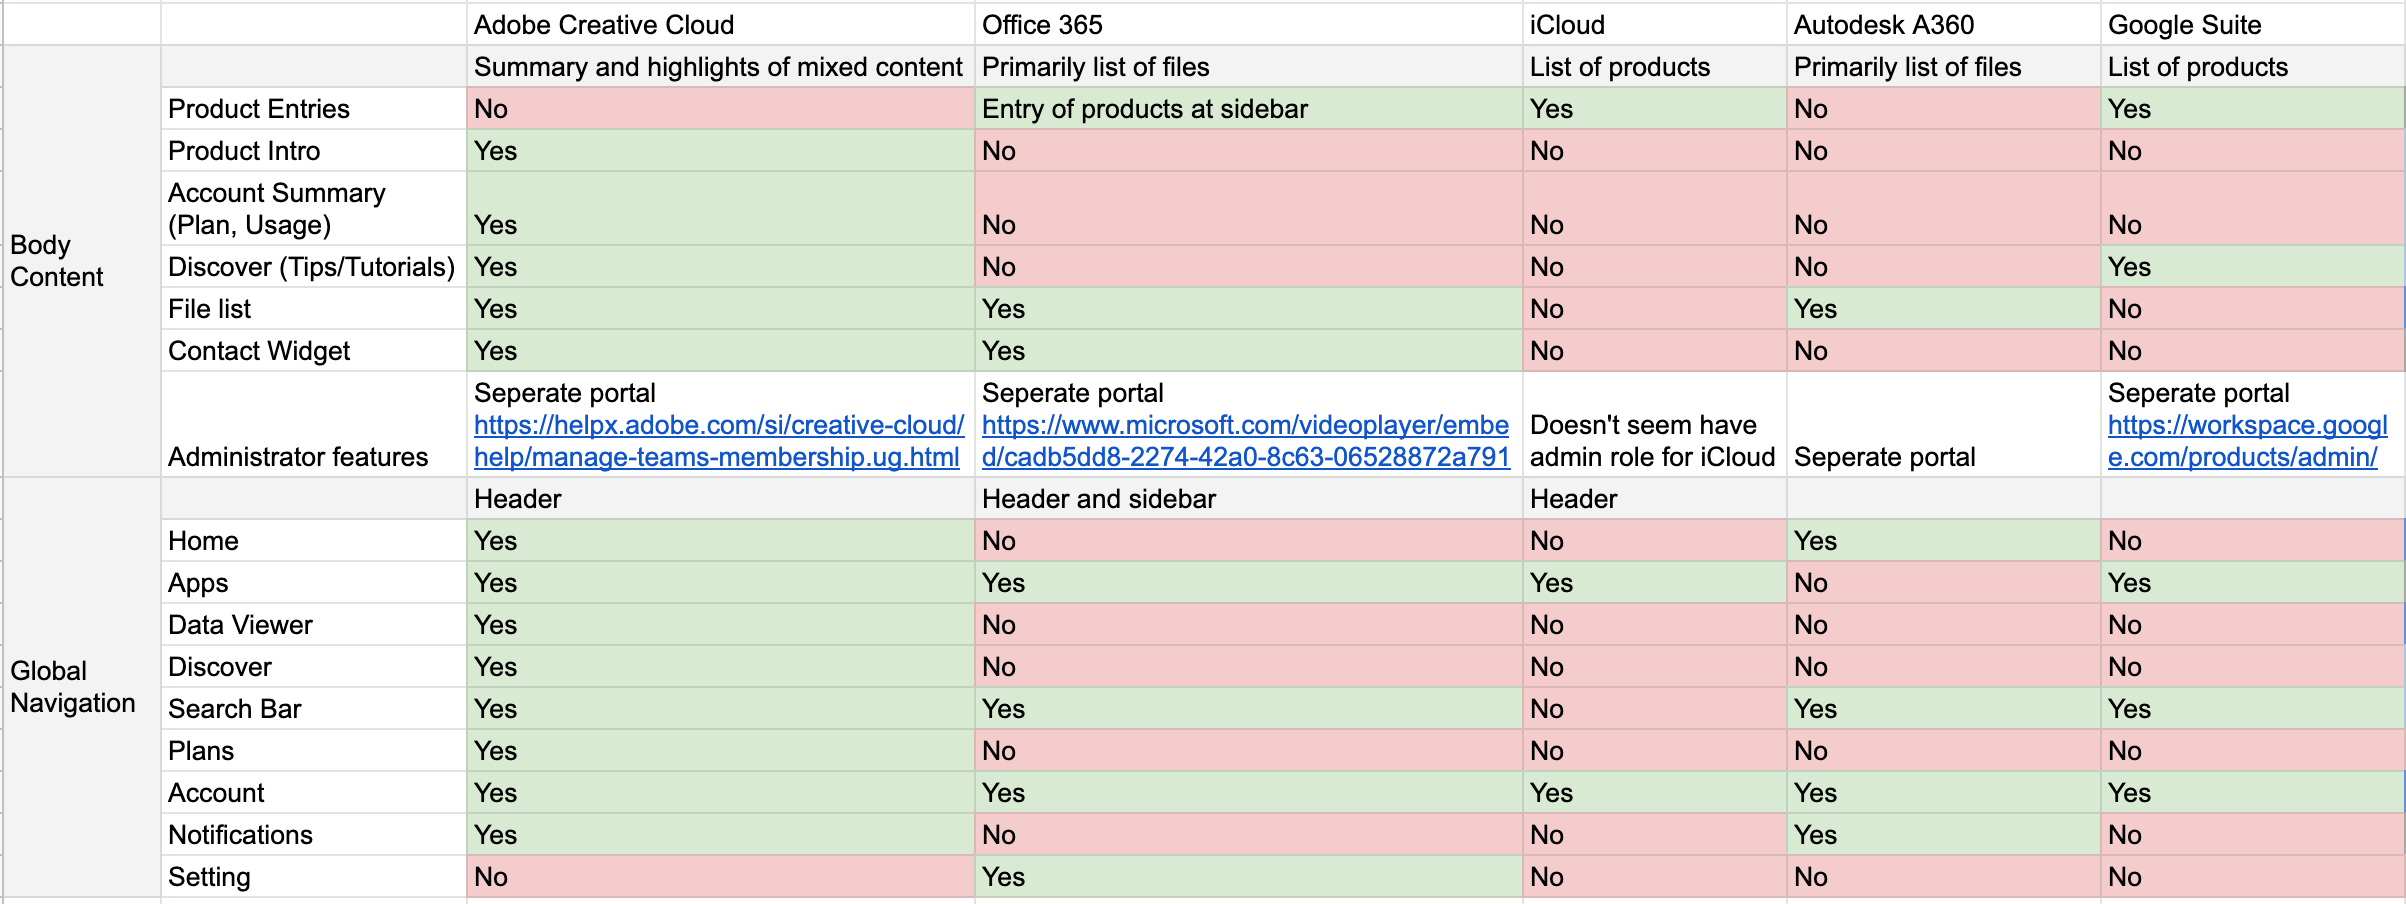 Adobe Creative Cloud Office 365 iCloud Autodesk A360 Google Suite
Summary and highlights of mixed content Primarily list of files List of products Primarily list of files List of products
Body
Content
Product Entries No Entry of products at sidebar Yes No Yes
Product Intro Yes No No No No
Account Summary
(Plan, Usage) Yes No No No No
Discover (Tips/Tutorials) Yes No No No Yes
File list Yes Yes No Yes No
Contact Widget Yes Yes No No No
Administrator features
Seperate portal
https://helpx.adobe.com/si/creative-cloud/
help/manage-teams-membership.ug.html
Seperate portal
https://www.microsoft.com/videoplayer/embe
d/cadb5dd8-2274-42a0-8c63-06528872a791
Doesn't seem have
admin role for iCloud
Seperate portal
Seperate portal
https://workspace.googl
e.com/products/admin/
Header Header and sidebar Header
Global
Navigation
Home Yes No No Yes No
Apps Yes Yes Yes No Yes
Data Viewer Yes No No No No
Discover Yes No No No No
Search Bar Yes Yes No Yes Yes
Plans Yes No No No No
Account Yes Yes Yes Yes Yes
Notifications Yes No No Yes No
Setting No Yes No No No